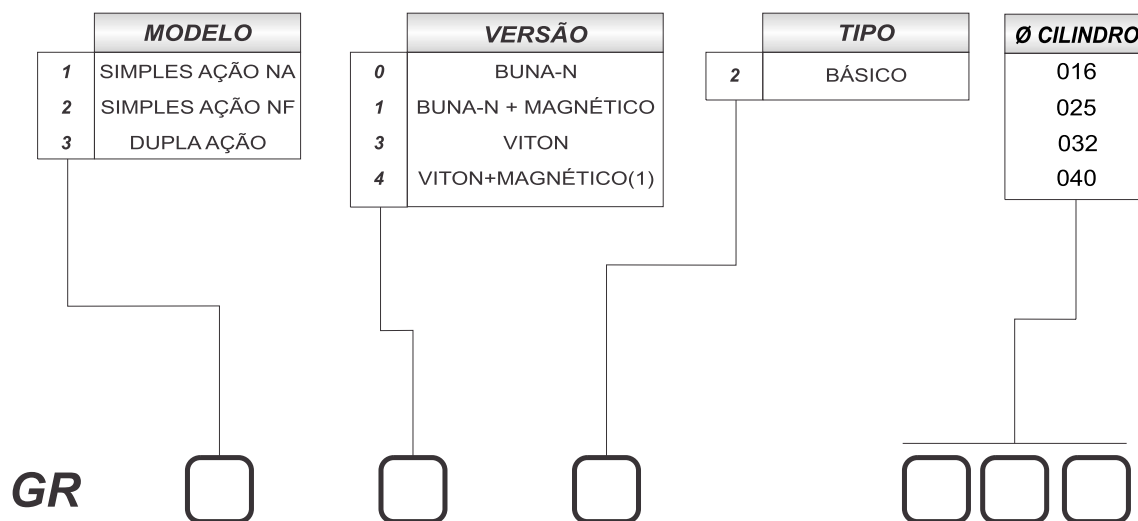 MODELO
1 SIMPLES AÇÃO NA
2 SIMPLES AÇÃO NF
3 DUPLA AÇÃO
VERSÃO
0 BUNA-N
1 BUNA-N + MAGNÉTICO
3 VITON
4 VITON+MAGNÉTICO(1)
TIPO
2 BÁSICO
Ø CILINDRO
016
025
032
040
GR